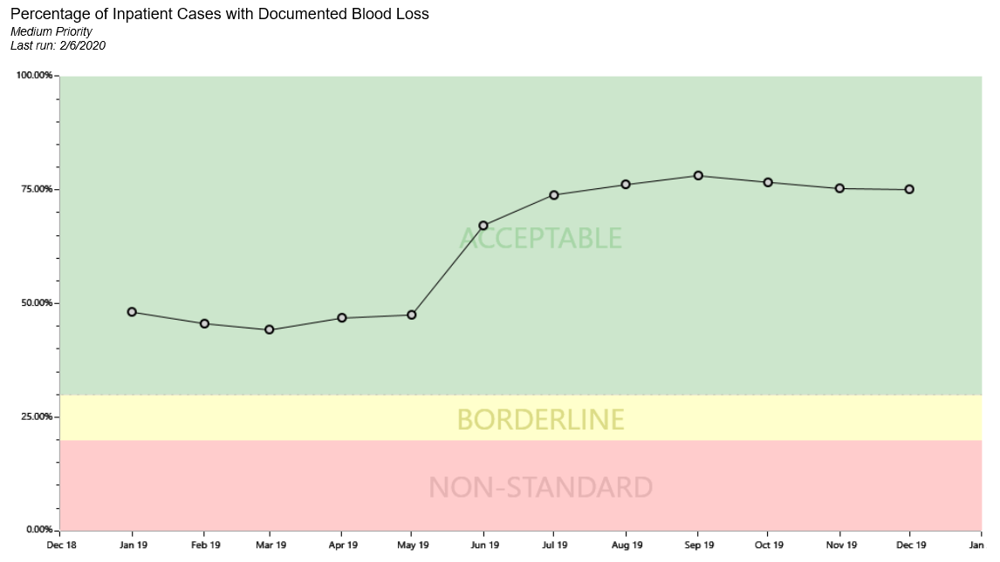 Percentage of Inpatient Cases with Documented Blood Loss
Medium Priority
Last run: 2/6/2020
100.00%
75.00%
ACCEPTABLE
50.00%
25.00%
BORDERLINE
NON-STANDARD
0.00%
Dec 18 Jan 19 Feb 19 Mar 19 Apr 19 May 19 Jun 19 Jul 19 Aug 19 Sep 19 Oct 19 Nov 19 Dec 19 Jan